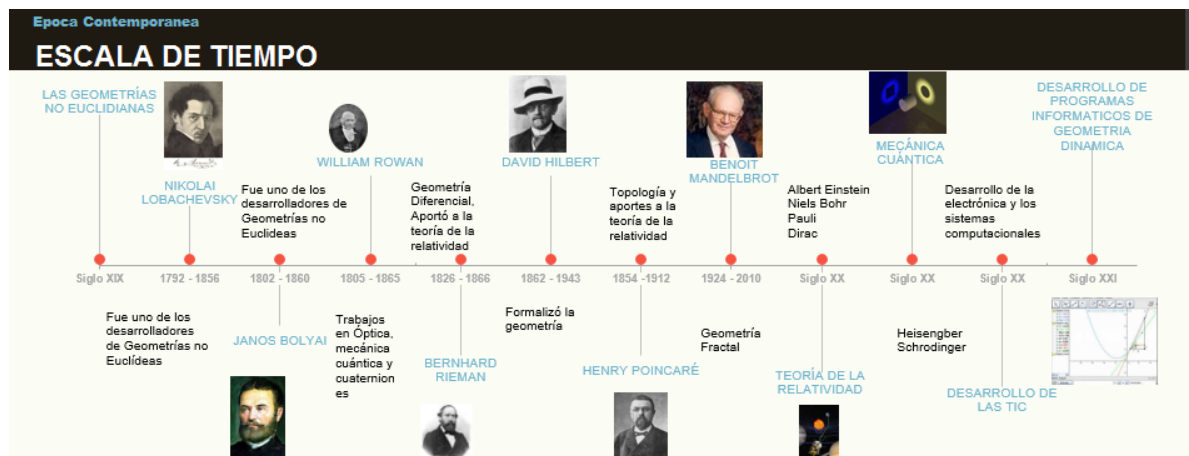 Epoca Contemporanea
ESCALA DE TIEMPO
LAS GEOMETRÍAS
NO EUCLIDIANAS
NIKOLAI
LOBACHEVSKY
Fue uno de los
desarrolladores de
Geometrías no
Euclideas
WILLIAM ROWAN
Geometría
Diferencial,
Aportó a la
teoría de la
relatividad
DAVID HILBERT
Topología y
aportes a la
teoría de la
relatividad
BENOIT
MANDELBROT
Albert Einstein
Niels Bohr
Pauli
Dirac
MECÁNICA
CUÁNTICA
Desarrollo de la
electrónica y los
sistemas
computacionales
DESARROLLO DE
PROGRAMAS
INFORMATICOS DE
GEOMETRIA
DINAMICA
Siglo XIX
1792 - 1856
1802 - 1860
1805 - 1865
1826 - 1866
1862 - 1943
1854 -1912
1924 - 2010
Siglo XX
Siglo XX
Siglo XX
Siglo XXI
Fue uno de los
desarrolladores
de Geometrías no
Euclídeas
JANOS BOLYAI
Trabajos
en Óptica,
mecánica
cuántica y
cuaternion
es
BERNHARD
RIEMAN
Formalizó la
geometría
HENRY POINCARÉ
Geometría
Fractal
TEORÍA DE LA
RELATIVIDAD
Heisengber
Schrodinger
DESARROLLO DE
LAS TIC